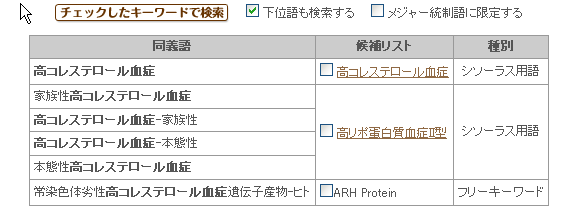 チェックしたキーワードで検索 下位語も検索する メジャー統制語に限定する
同義語 候補リスト 種別
高コレステロール血症 高コレステロール血症 シソーラス用語
家族性高コレステロール血症
高コレステロール血症-家族性
高コレステロール血症-本態性
本態性高コレステロール血症
高リポ蛋白質血症II型 シソーラス用語
常染色体劣性高コレステロール血症遺伝子産物-ヒト ARH Protein フリーキーワード